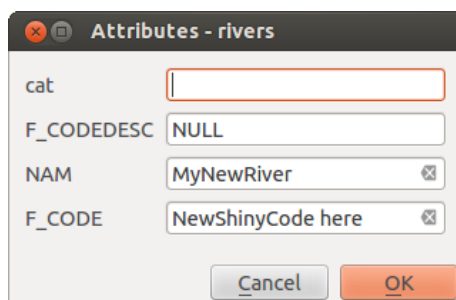 Attributes - rivers
cat
F_CODEDESC NULL
NAM MyNewRiver
F_CODE NewShinyCode here
Cancel OK